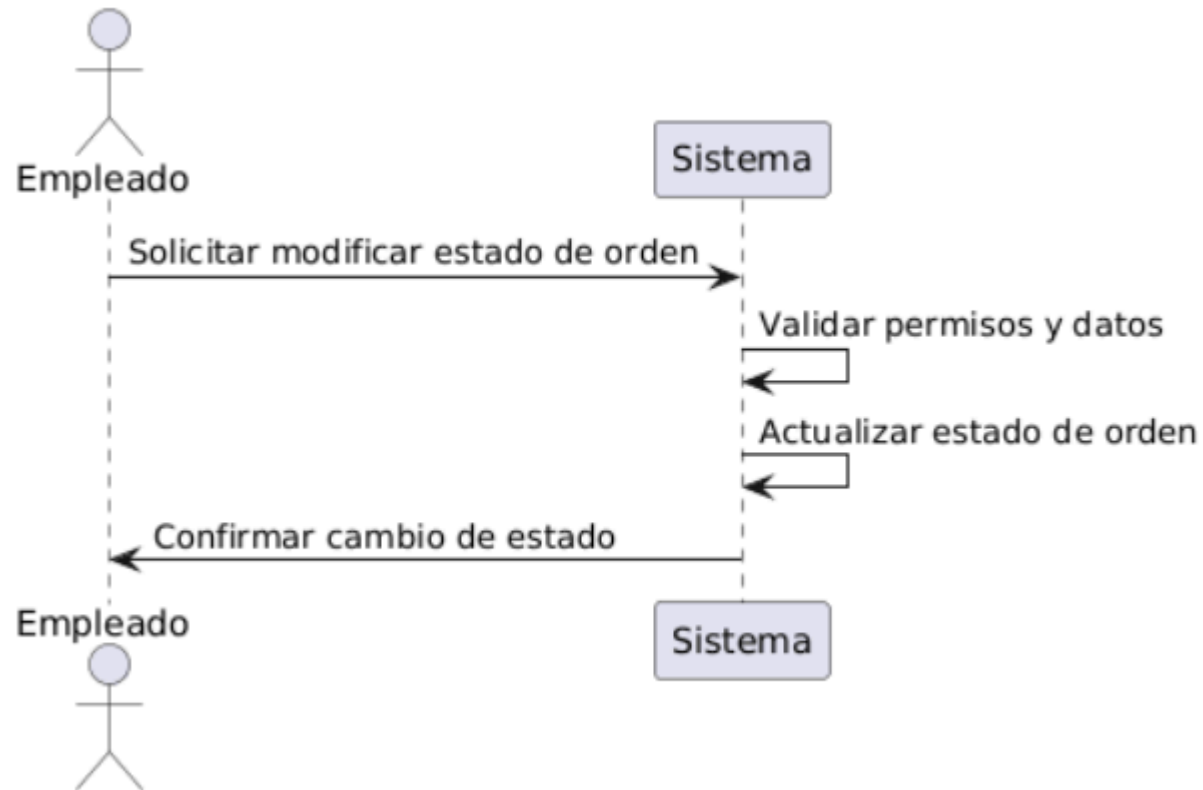 Empleado
Sistema
Solicitar modificar estado de orden
Validar permisos y datos
Actualizar estado de orden
Confirmar cambio de estado
Empleado
Sistema